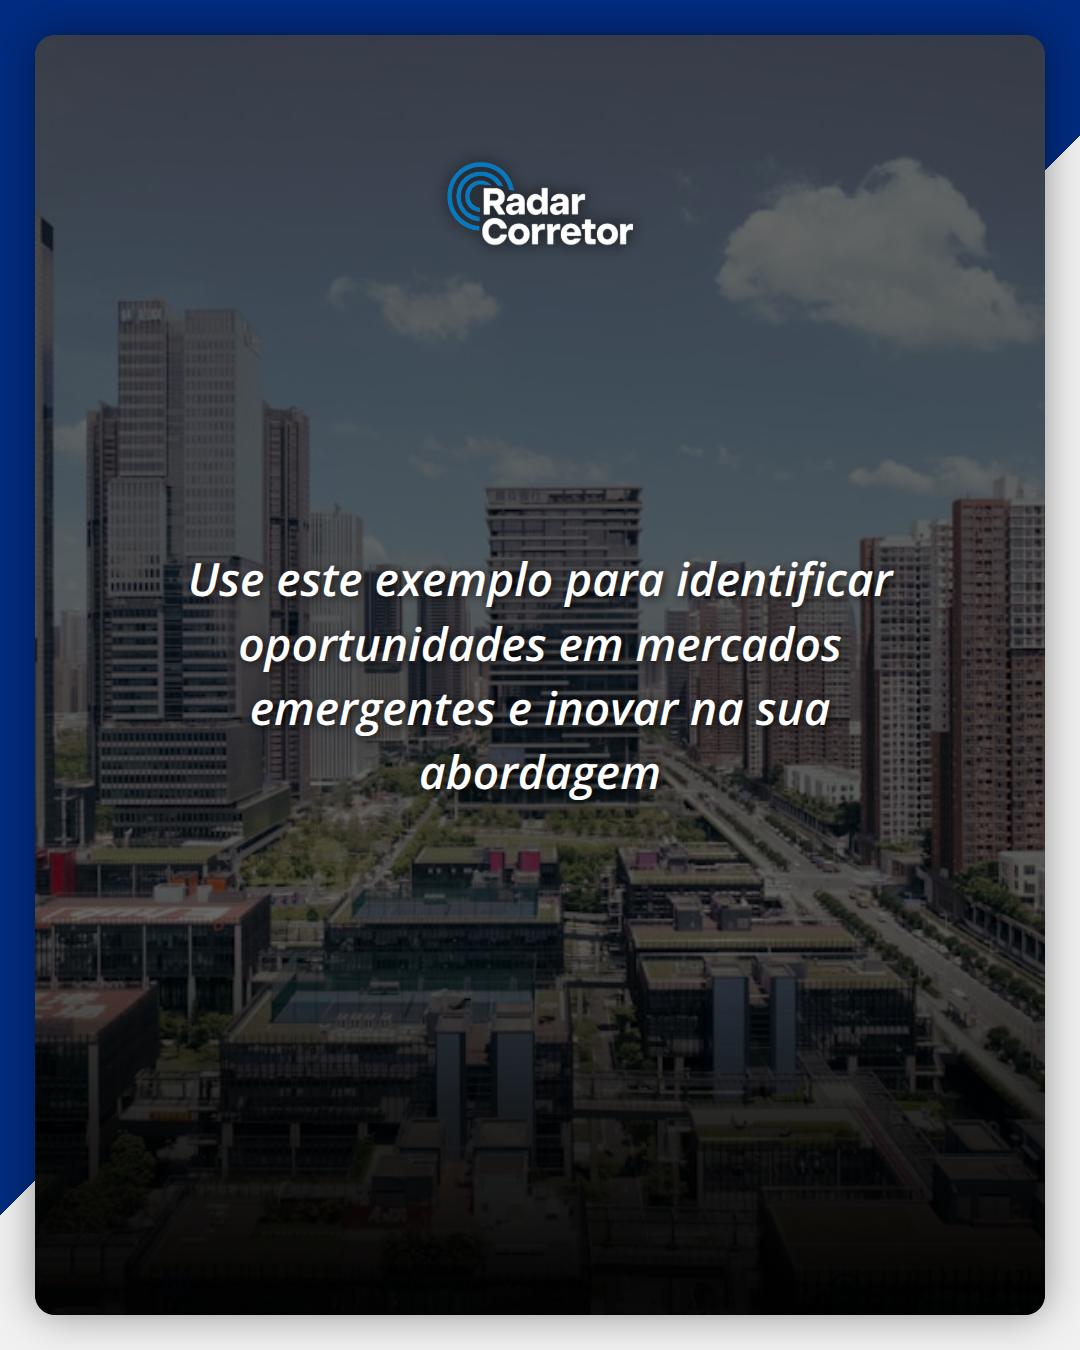 Radar
Corretor
Use este exemplo para identificar
oportunidades em mercados
emergentes e inovar na sua
abordagem